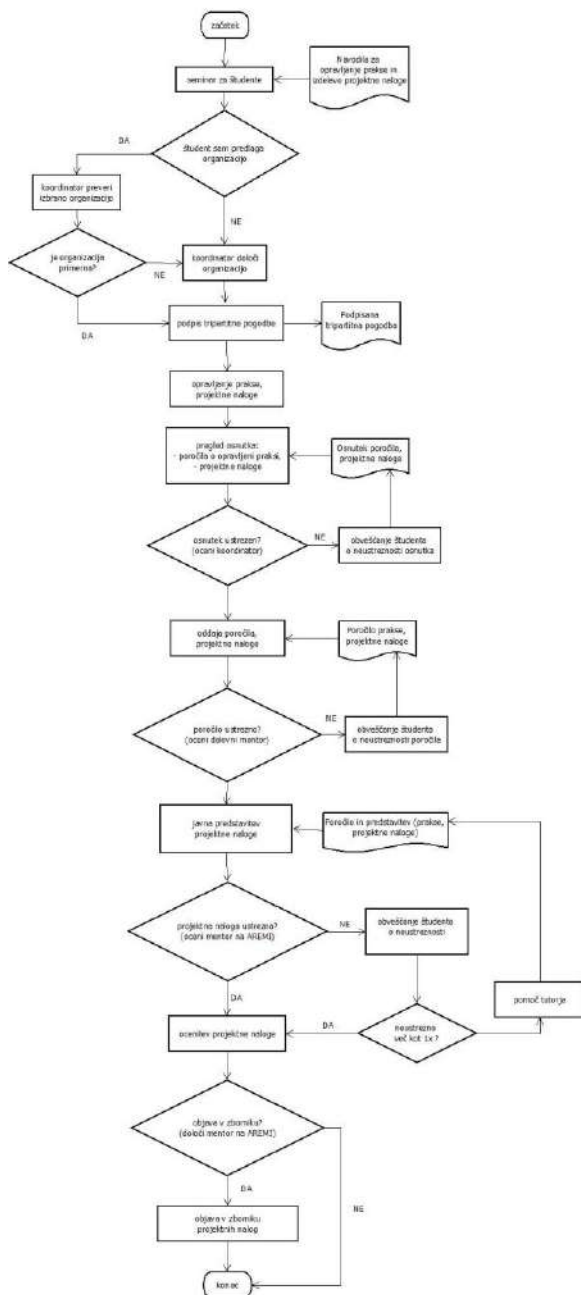 začetek
seminar za študente
Navodila za
opravljanje prakse in
izdelavo projektne naloge
DA
študent sam predlaga
organizacijo
koordinator preveri
izbrano organizacijo
NE
je organizacija
primerna?
NE
koordinator določi
organizacijo
DA
podpis tripartitne pogodbe
Podpisana
tripartitna pogodba
opravljanje prakse,
projektne naloge
pregled osnutka:
- poročila o opravljeni praksi,
- projektne naloge
Osnutek poročila,
projektna naloga
osnutek ustrezen?
(oceni koordinator)
NE
obveščanje študenta
o neustreznosti osnutka
oddaja poročila,
projektne naloge
Poročilo prakse,
projektne naloge
poročilo ustrezno?
(oceni delovni mentor)
NE
obveščanje študenta
o neustreznosti poročila
javna predstavitev
projektne naloge
Poročilo in predstavitev (prakse,
projektne naloge)
projektna naloga ustrezna?
(oceni mentor na AREMI)
NE
obveščanje študenta
o neustreznosti
DA
ocenitev projektne naloge
DA
neustrezno
več kot 1x?
pomoč tutorja
objava v zborniku?
(določi mentor na AREMI)
DA
NE
objava v zborniku
projektnih nalog
konec